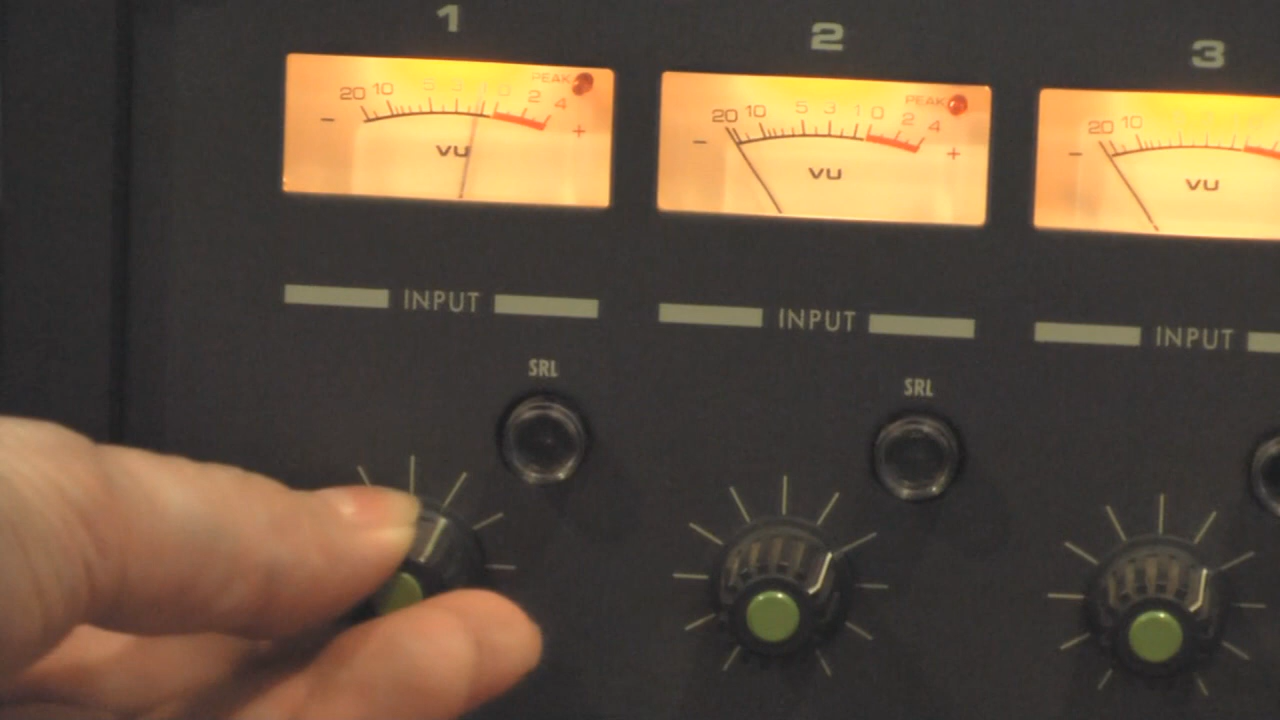 1
2
3
20 10 5 3 1 0 2 4
PEAK
- +
VU
20 10 5 3 1 0 2 4
PEAK
- +
VU
20 10
-
VU
INPUT
INPUT
INPUT
SRL
SRL